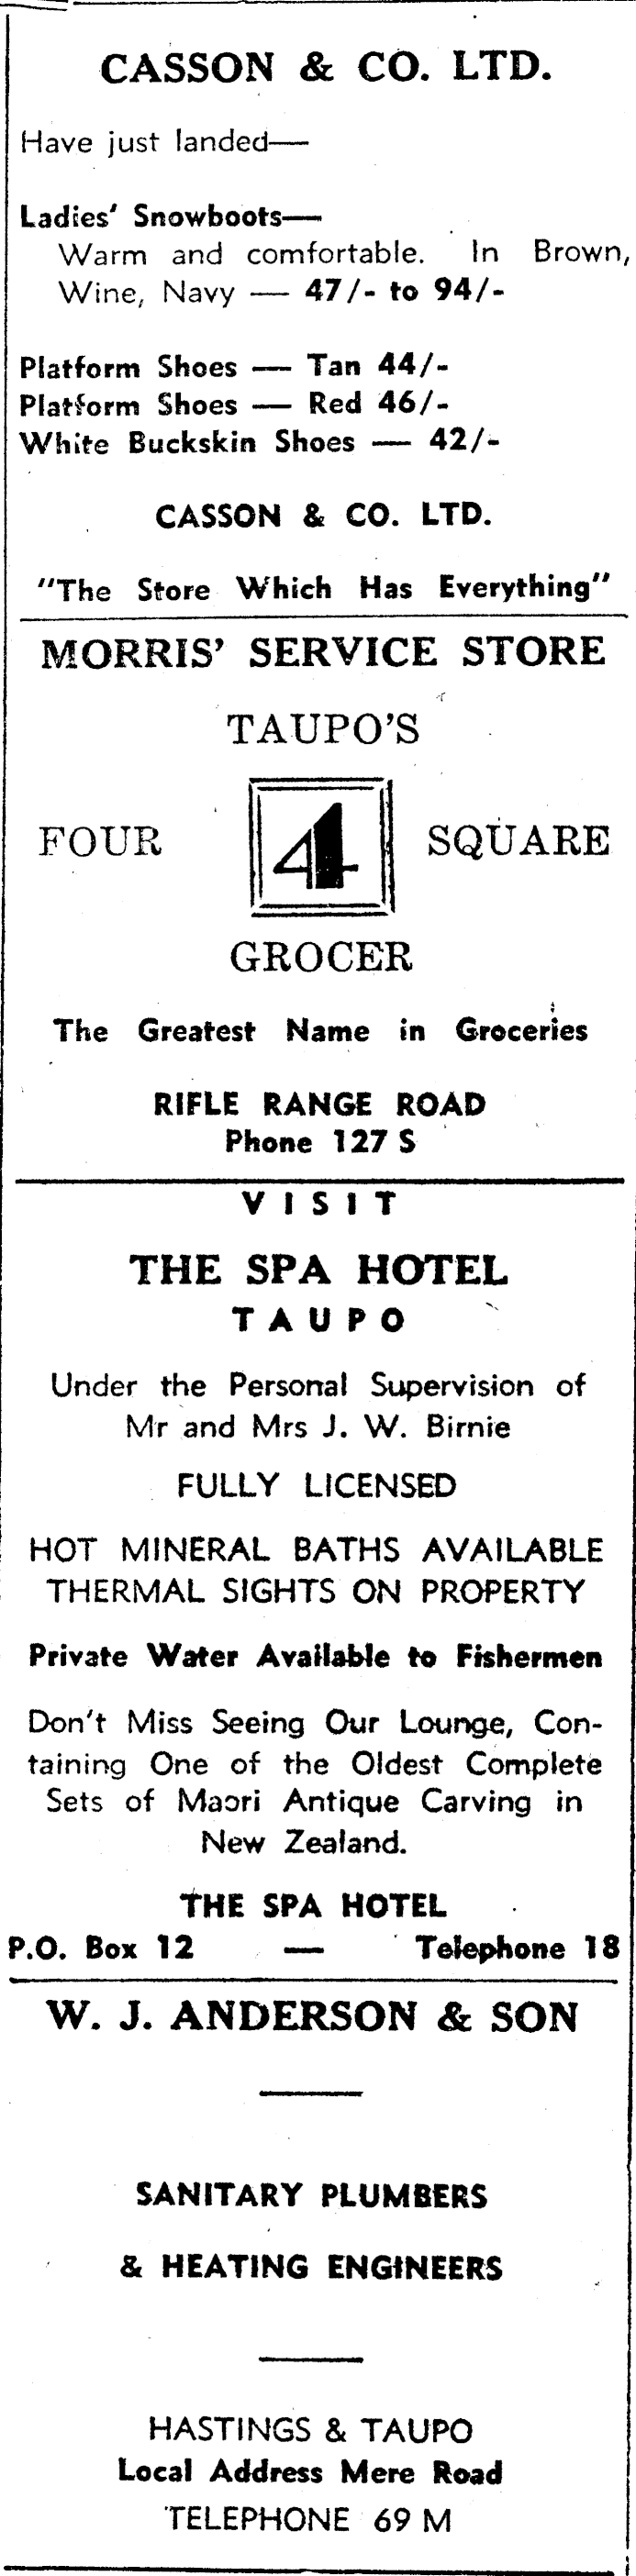 CASSON & CO. LTD.
Have just landed—
Ladies' Snowboots—
Warm and comfortable. In Brown,
Wine, Navy — 47/- to 94/-
Platform Shoes — Tan 44/-
Platform Shoes — Red 46/-
White Buckskin Shoes — 42/-
CASSON & CO. LTD.
"The Store Which Has Everything"
MORRIS' SERVICE STORE
TAUPO'S
FOUR 4 SQUARE
GROCER
The Greatest Name in Groceries
RIFLE RANGE ROAD
Phone 127 S
VISIT
THE SPA HOTEL
TAUPO
Under the Personal Supervision of
Mr and Mrs J. W. Birnie
FULLY LICENSED
HOT MINERAL BATHS AVAILABLE
THERMAL SIGHTS ON PROPERTY
Private Water Available to Fishermen
Don't Miss Seeing Our Lounge, Con-
taining One of the Oldest Complete
Sets of Maori Antique Carving in
New Zealand.
THE SPA HOTEL
P.O. Box 12 — Telephone 18
W. J. ANDERSON & SON
SANITARY PLUMBERS
& HEATING ENGINEERS
HASTINGS & TAUPO
Local Address Mere Road
TELEPHONE 69 M